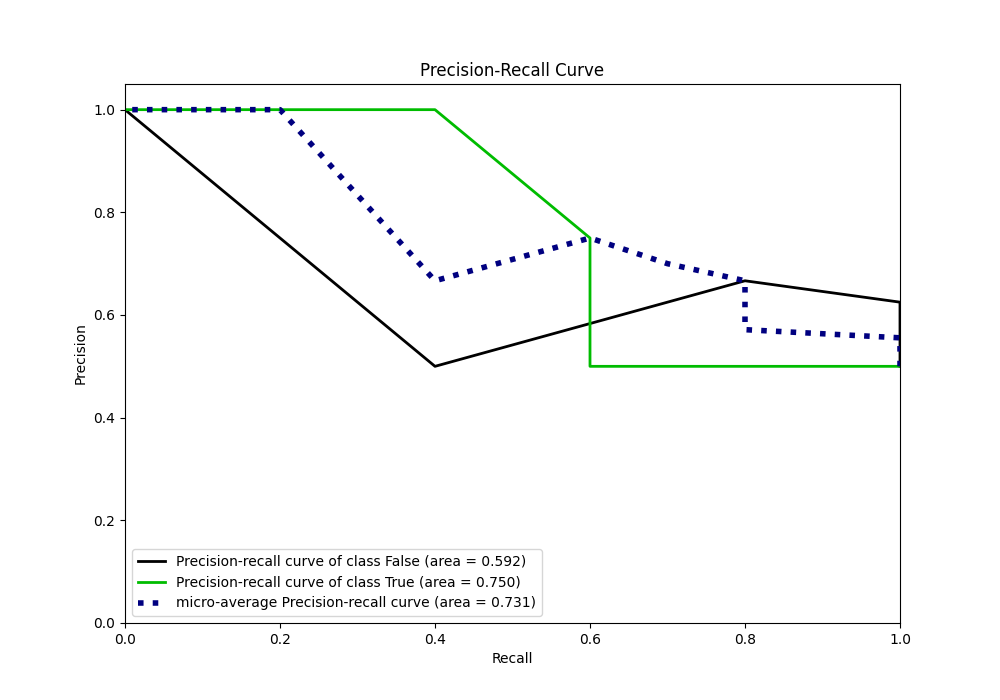 Precision-Recall Curve
Precision
1.0
0.8
0.6
0.4
0.2
0.0
Precision-recall curve of class False (area = 0.592)
Precision-recall curve of class True (area = 0.750)
micro-average Precision-recall curve (area = 0.731)
0.0 0.2 0.4 0.6 0.8 1.0
Recall